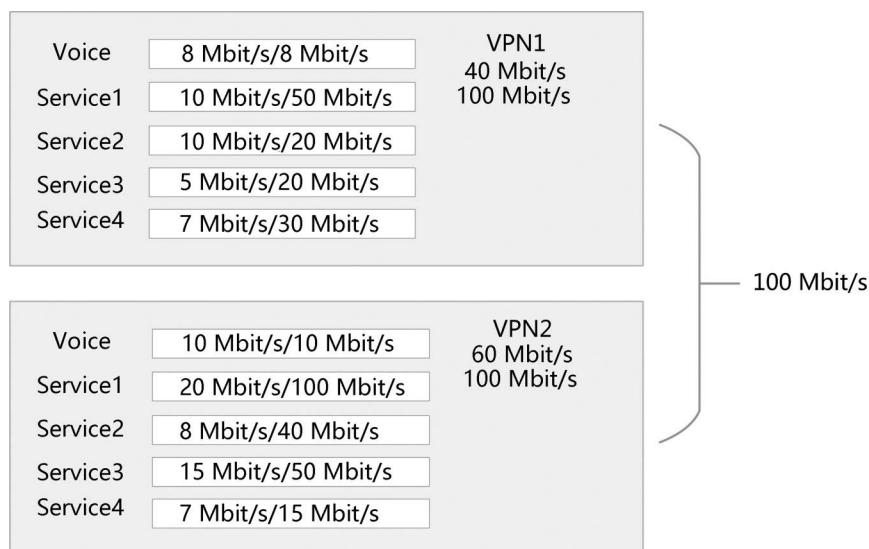 Voice 8 Mbit/s/8 Mbit/s
Service1 10 Mbit/s/50 Mbit/s
Service2 10 Mbit/s/20 Mbit/s
Service3 5 Mbit/s/20 Mbit/s
Service4 7 Mbit/s/30 Mbit/s
VPN1
40 Mbit/s
100 Mbit/s
100 Mbit/s
Voice 10 Mbit/s/10 Mbit/s
Service1 20 Mbit/s/100 Mbit/s
Service2 8 Mbit/s/40 Mbit/s
Service3 15 Mbit/s/50 Mbit/s
Service4 7 Mbit/s/15 Mbit/s
VPN2
60 Mbit/s
100 Mbit/s